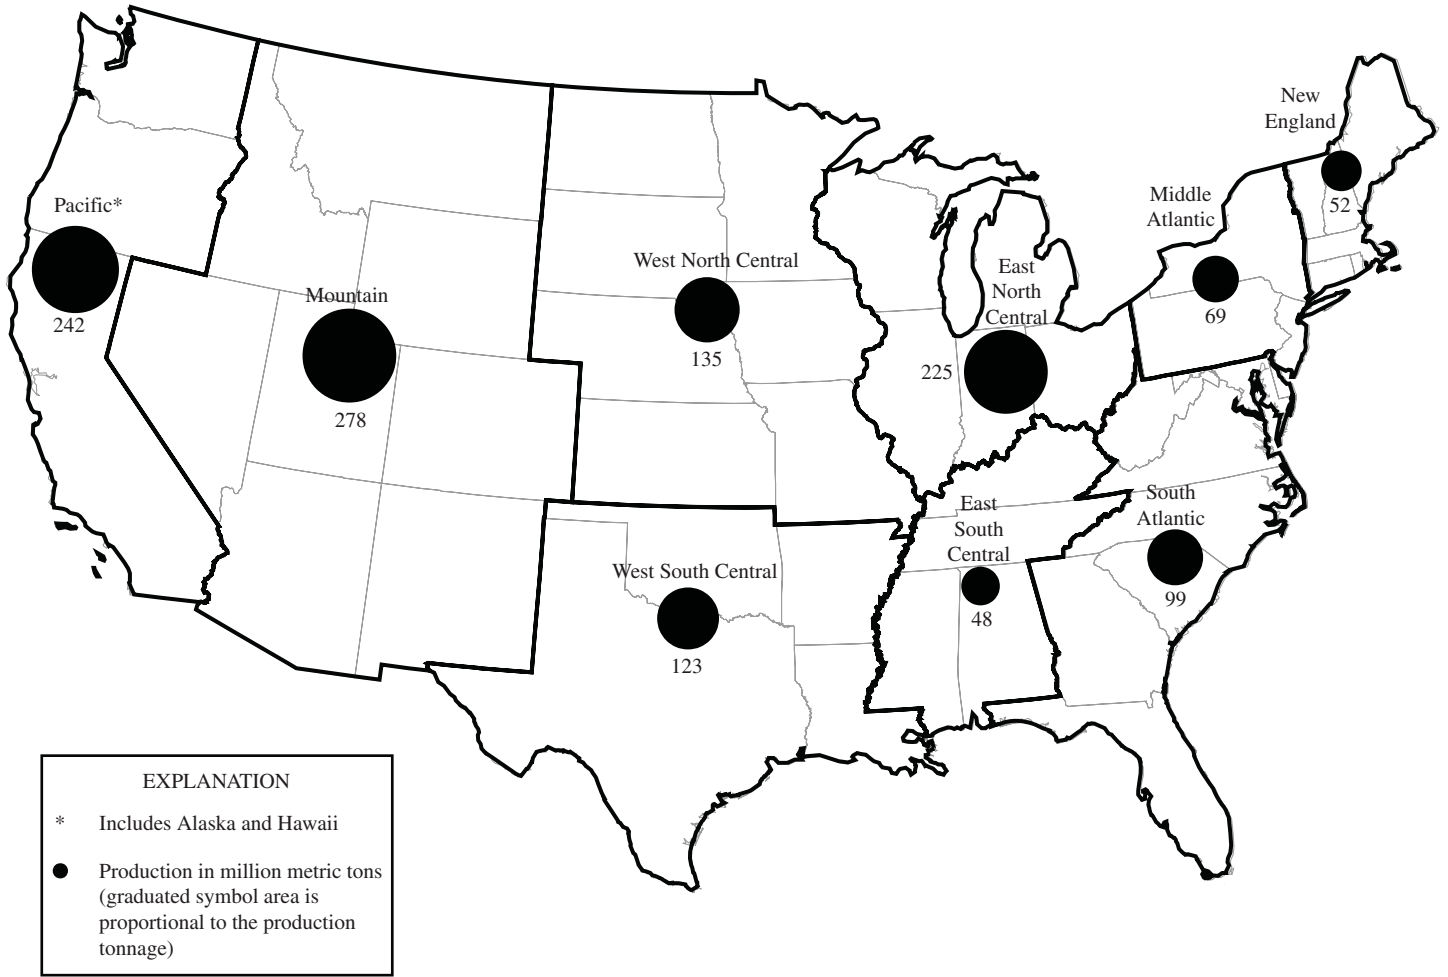 New
England
52
Middle
Atlantic
69
Pacific*
242
Mountain
278
West North Central
135
East
North
Central
225
East
South
Central
48
South
Atlantic
99
West South Central
123
EXPLANATION
* Includes Alaska and Hawaii
Production in million metric tons
(graduated symbol area is
proportional to the production
tonnage)